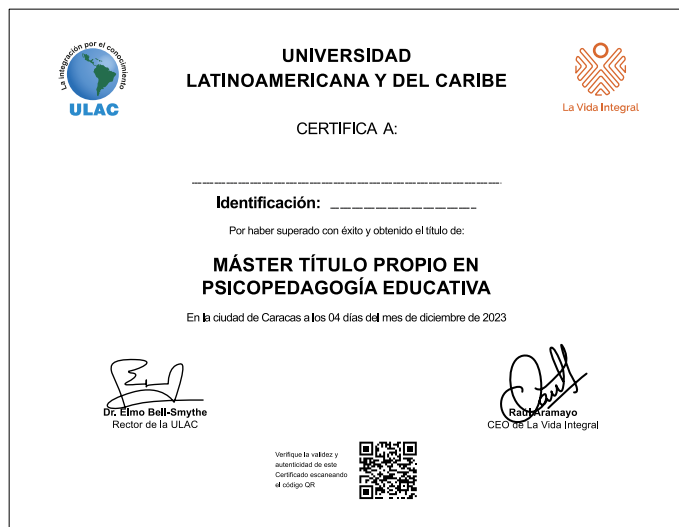 La integración por el conocimiento
ULAC
UNIVERSIDAD
LATINOAMERICANA Y DEL CARIBE
La Vida Integral
CERTIFICA A:
Identificación:
Por haber superado con éxito y obtenido el título de:
MÁSTER TÍTULO PROPIO EN
PSICOPEDAGOGÍA EDUCATIVA
En la ciudad de Caracas a los 04 días del mes de diciembre de 2023
Dr. Elmo Bell-Smythe
Rector de la ULAC
Raúl Aramayo
CEO de La Vida Integral
Verifique la validez y
autenticidad de este
Certificado escaneando
el código QR